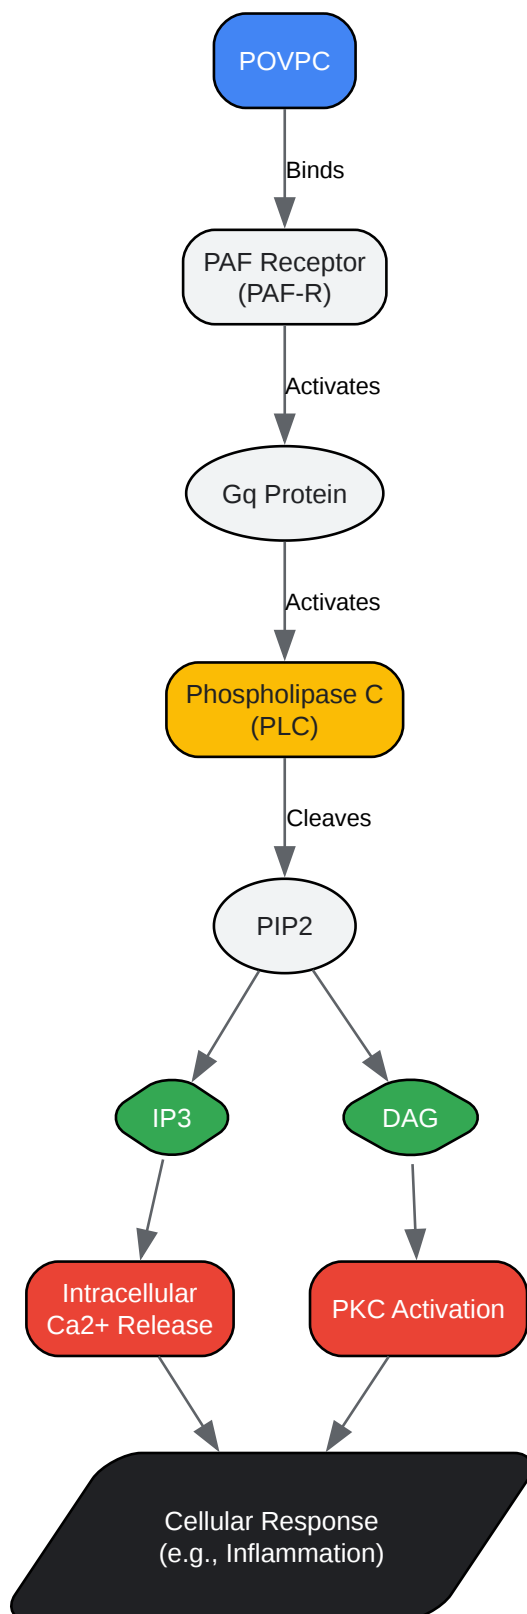 POVPC
Binds
PAF Receptor
(PAF-R)
Activates
Gq Protein
Activates
Phospholipase C
(PLC)
Cleaves
PIP2
IP3
DAG
Intracellular
Ca2+ Release
PKC Activation
Cellular Response
(e.g., Inflammation)